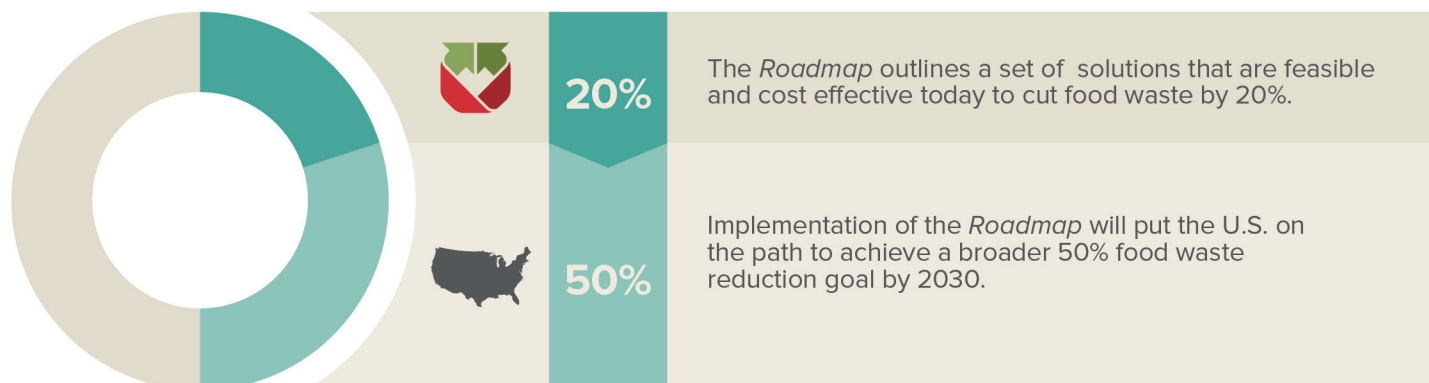 20%
The Roadmap outlines a set of solutions that are feasible
and cost effective today to cut food waste by 20%.
50%
Implementation of the Roadmap will put the U.S. on
the path to achieve a broader 50% food waste
reduction goal by 2030.